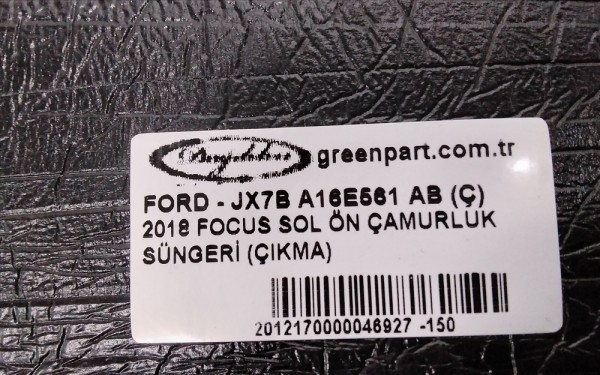 greenpart.com.tr
FORD - JX7B A16E561 AB (Ç)
2018 FOCUS SOL ÖN ÇAMURLUK
SÜNGERİ (ÇIKMA)
2012170000046927 -150